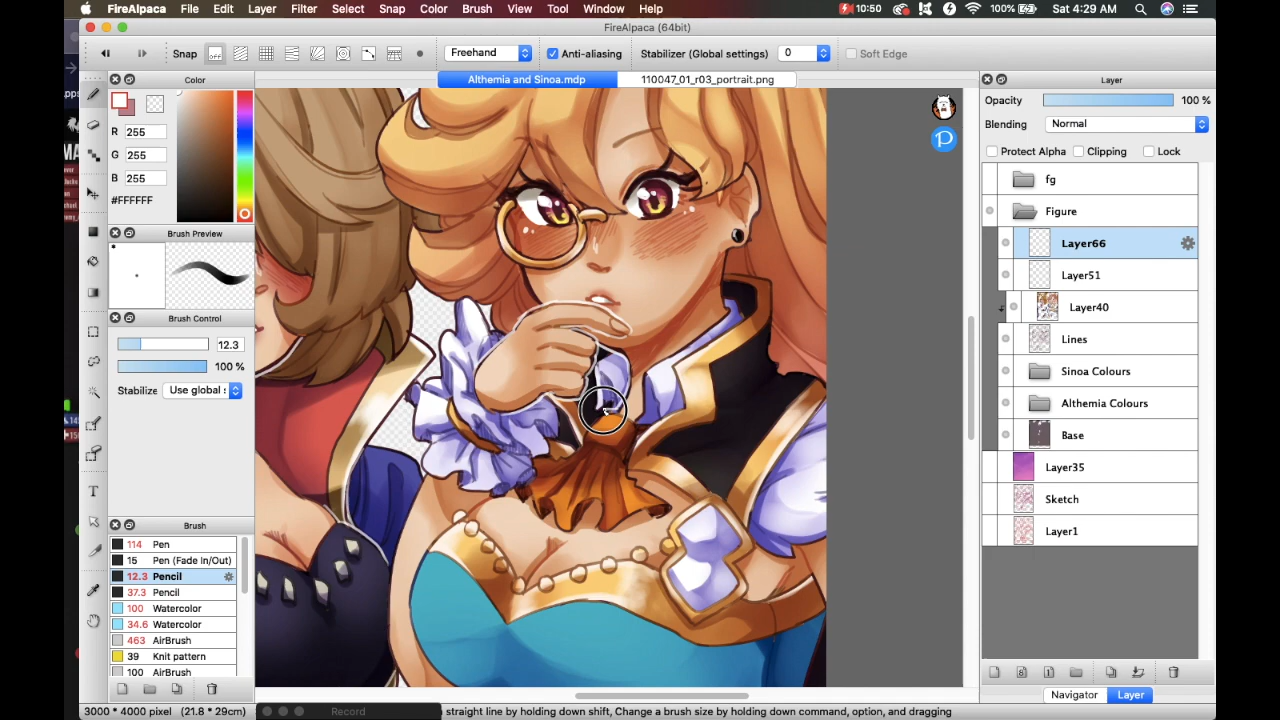 FireAlpaca File Edit Layer Filter Select Snap Color Brush View Tool Window Help 10:50 100% Sat 4:29 AM
FireAlpaca (64bit)
Snap OFF Freehand Anti-aliasing Stabilizer (Global settings) 0 Soft Edge
Color
Althemia and Sinoa.mdp 110047_01_r03_portrait.png
Layer
R 255
G 255
B 255
#FFFFFF
Opacity 100 %
Blending Normal
Protect Alpha Clipping Lock
fg
Figure
Layer66
Layer51
Layer40
Lines
Sinoa Colours
Althemia Colours
Base
Layer35
Sketch
Layer1
Brush Preview
Brush Control
12.3
100 %
Stabilize Use global :
Brush
114 Pen
15 Pen (Fade In/Out)
12.3 Pencil
37.3 Pencil
100 Watercolor
34.6 Watercolor
463 AirBrush
39 Knit pattern
100 AirBrush
T
Navigator Layer
3000 * 4000 pixel (21.8 * 29cm) Record straight line by holding down shift, Change a brush size by holding down command, option, and dragging